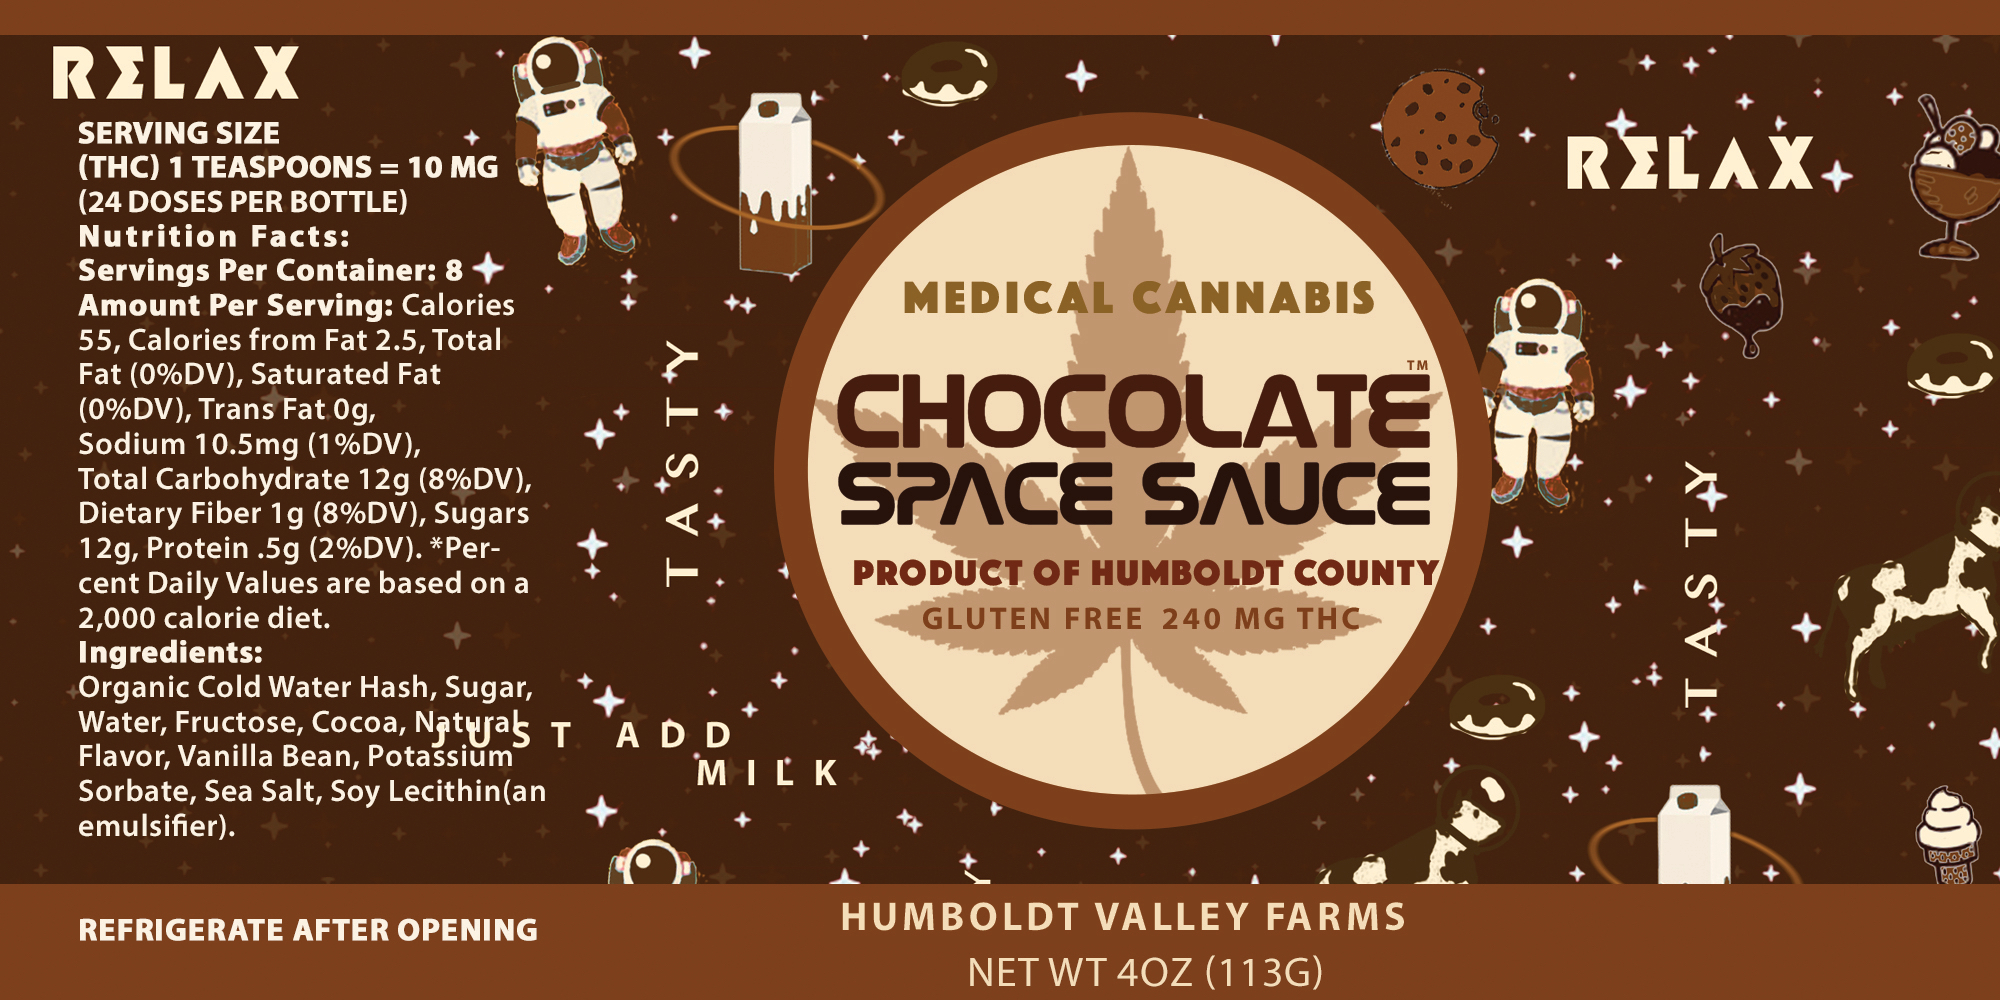 RELAX
SERVING SIZE
(THC) 1 TEASPOONS = 10 MG
(24 DOSES PER BOTTLE)
Nutrition Facts:
Servings Per Container: 8
Amount Per Serving: Calories
55, Calories from Fat 2.5, Total
Fat (0%DV), Saturated Fat
(0%DV), Trans Fat 0g,
Sodium 10.5mg (1%DV),
Total Carbohydrate 12g (8%DV),
Dietary Fiber 1g (8%DV), Sugars
12g, Protein .5g (2%DV). *Per-
cent Daily Values are based on a
2,000 calorie diet.
Ingredients:
Organic Cold Water Hash, Sugar,
Water, Fructose, Cocoa, Natural
Flavor, Vanilla Bean, Potassium
Sorbate, Sea Salt, Soy Lecithin(an
emulsifier).
REFRIGERATE AFTER OPENING
TASTY
JUST ADD
MILK
MEDICAL CANNABIS
CHOCOLATE™
SPACE SAUCE
PRODUCT OF HUMBOLDT COUNTY
GLUTEN FREE 240 MG THC
Y
HUMBOLDT VALLEY FARMS
NET WT 4OZ (113G)
RELAX
TASTY